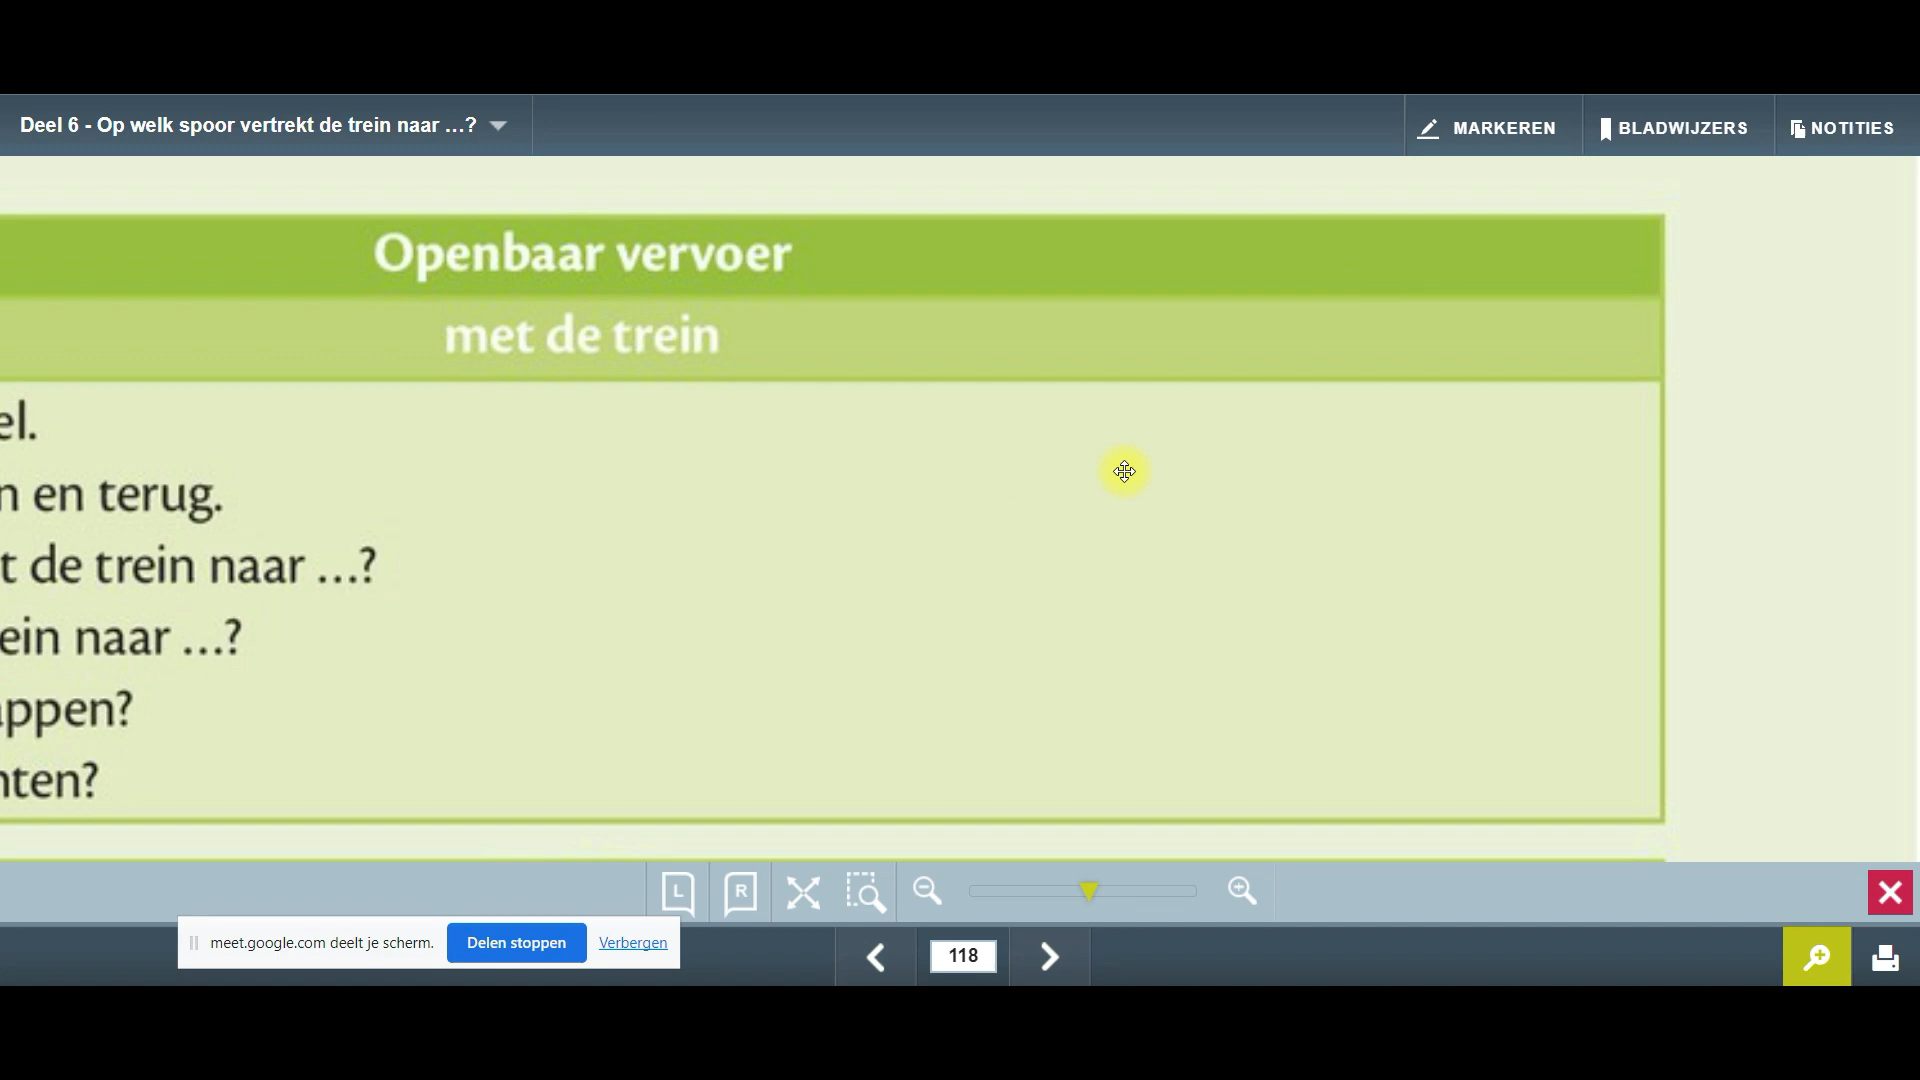 Deel 6 - Op welk spoor vertrekt de trein naar ...?
MARKEREN
BLADWIJZERS
NOTITIES
Openbaar vervoer
met de trein
el.
n en terug.
t de trein naar ...?
ein naar ...?
appen?
nten?
L
R
meet.google.com deelt je scherm.
Delen stoppen
Verbergen
118